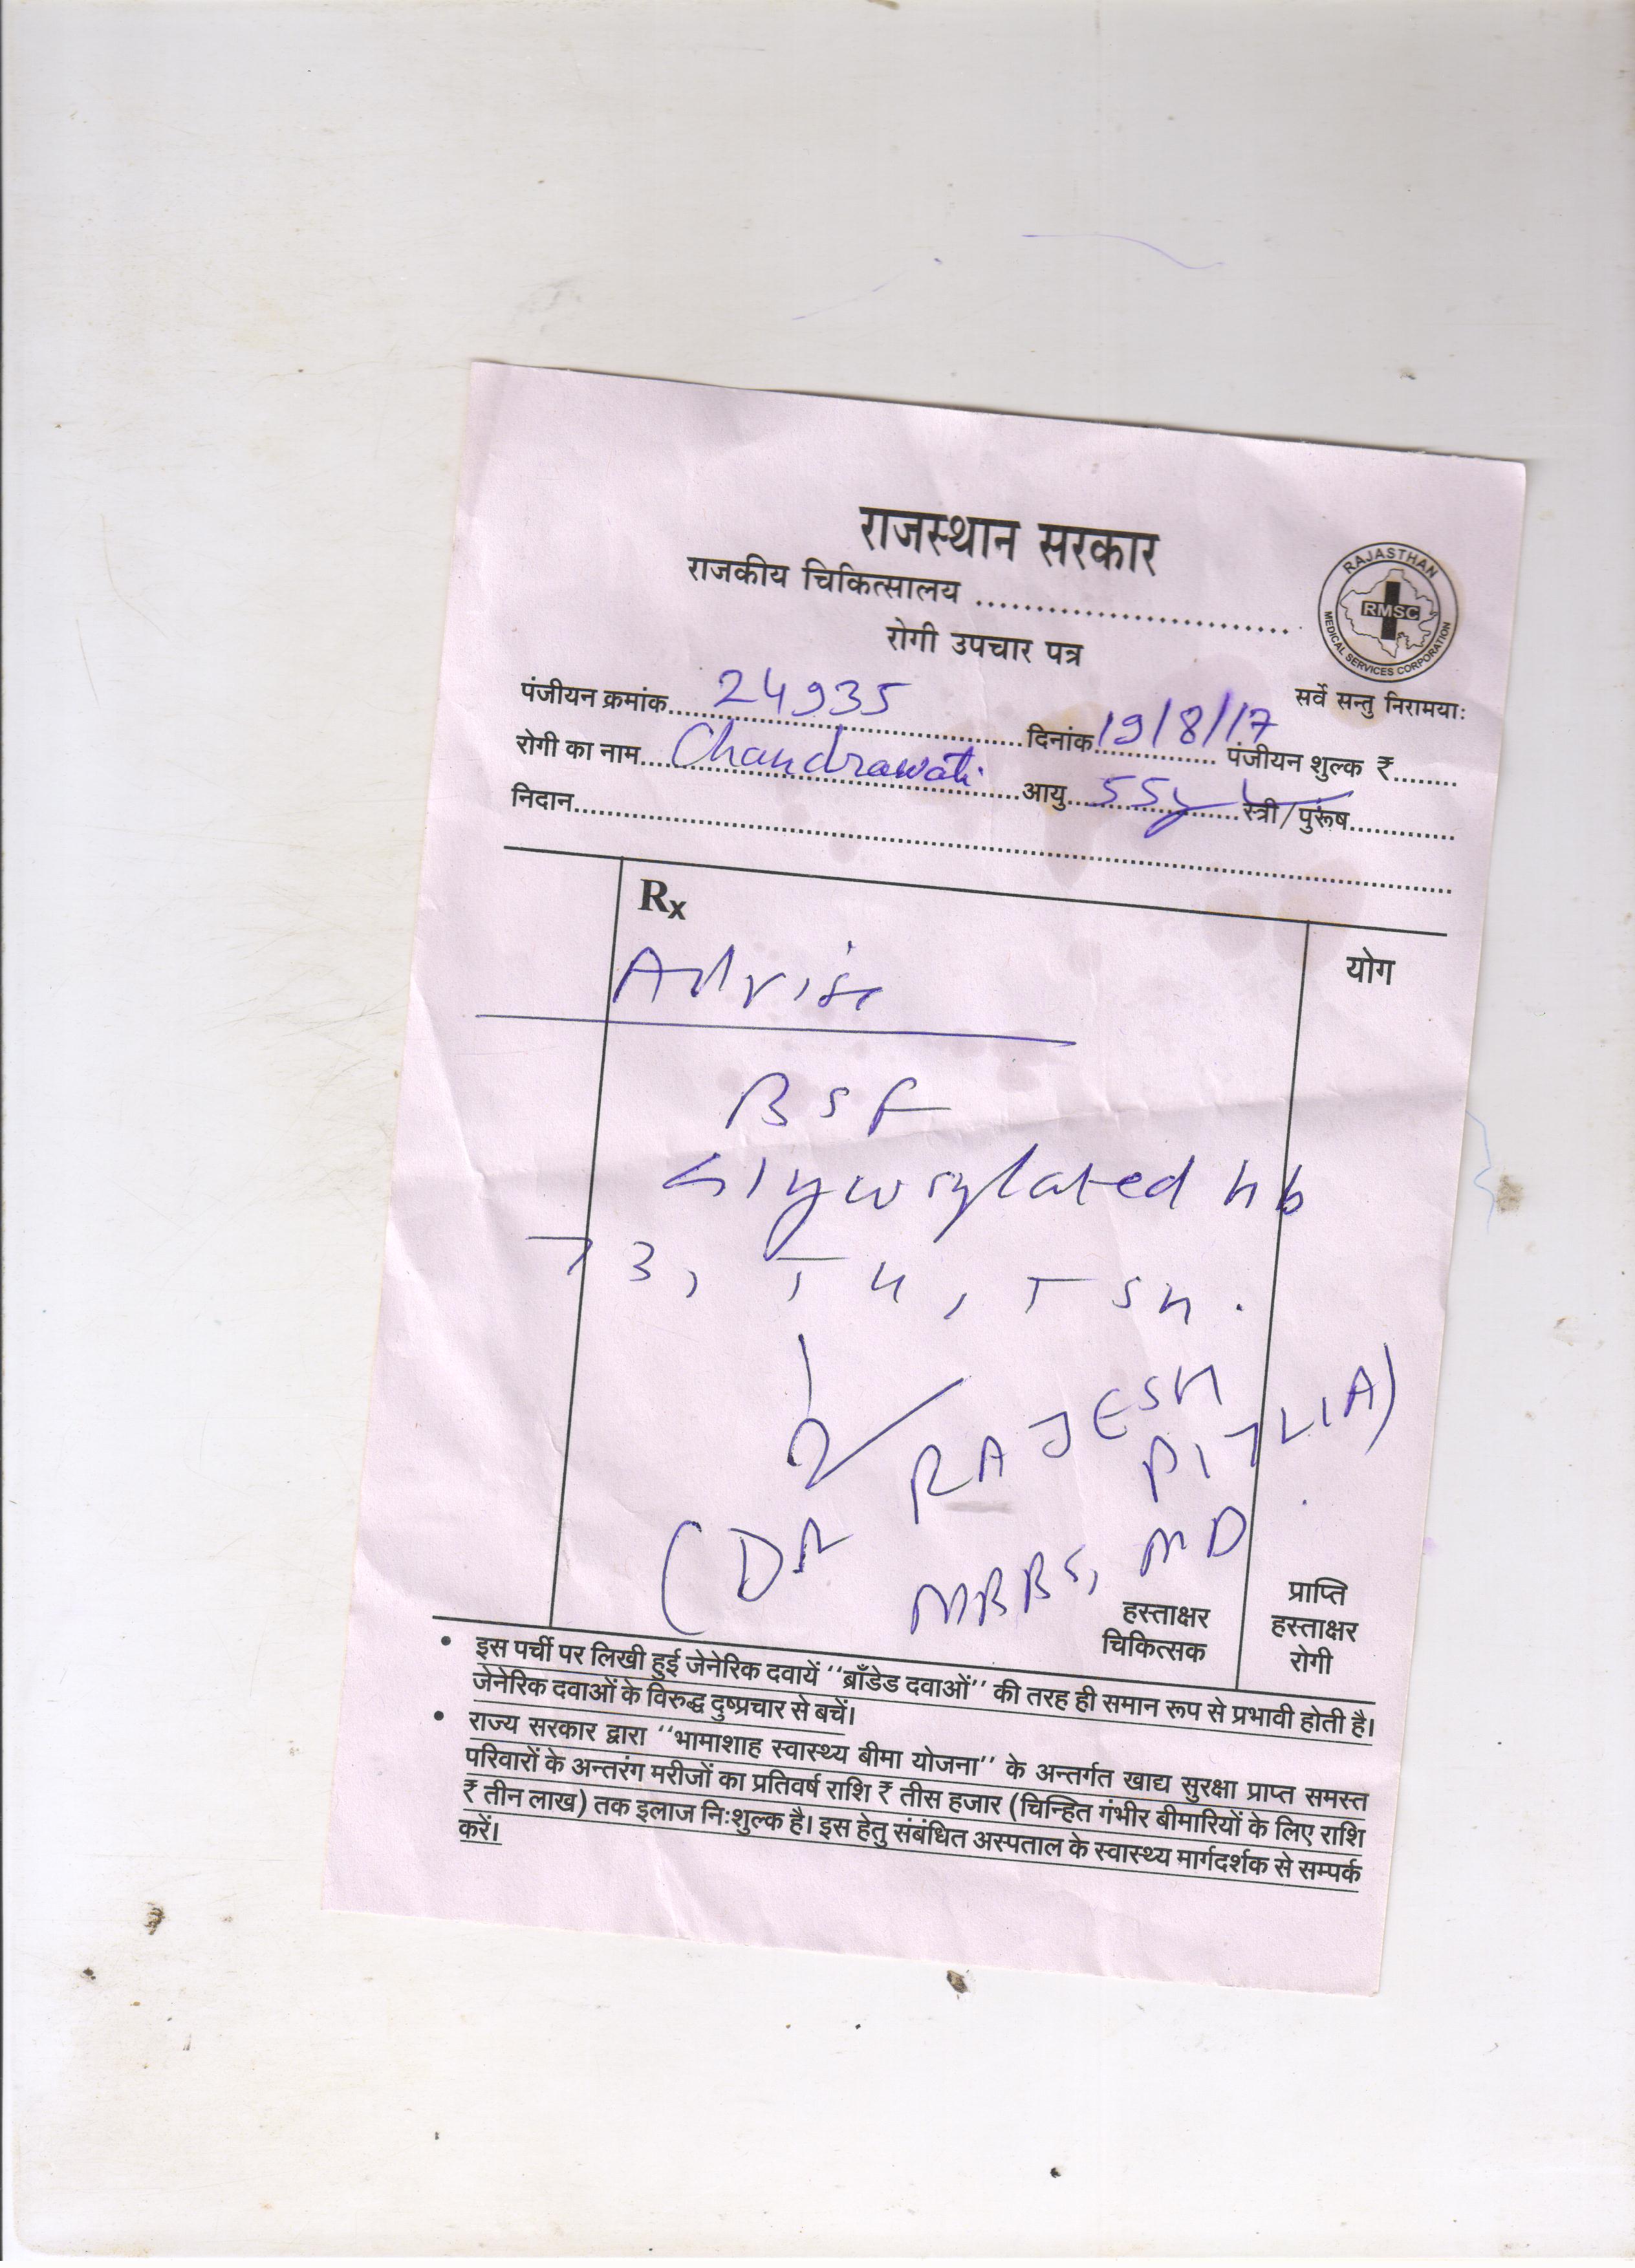 राजस्थान सरकार
राजकीय चिकित्सालय ..............................
RAJASTHAN
RMSC
MEDICAL SERVICES CORPORATION
सर्वे सन्तु निरामयाः
रोगी उपचार पत्र
पंजीयन क्रमांक 24935 दिनांक 19/8/17 पंजीयन शुल्क ₹........
रोगी का नाम Chandrawati आयु 55y स्त्री/पुरूंष
निदान
Rx
योग
Advise
BSF
Glycosylated Hb
T3, T4, TSH.
(DR RAJESH PITLIA)
MBBS, MD
हस्ताक्षर
चिकित्सक
प्राप्ति
हस्ताक्षर
रोगी
• इस पर्ची पर लिखी हुई जेनेरिक दवायें ‘‘ब्राँडेड दवाओं’’ की तरह ही समान रूप से प्रभावी होती है।
जेनेरिक दवाओं के विरुद्ध दुष्प्रचार से बचें।
• राज्य सरकार द्वारा ‘‘भामाशाह स्वास्थ्य बीमा योजना’’ के अन्तर्गत खाद्य सुरक्षा प्राप्त समस्त
परिवारों के अन्तरंग मरीजों का प्रतिवर्ष राशि ₹ तीस हजार (चिन्हित गंभीर बीमारियों के लिए राशि
₹ तीन लाख) तक इलाज निःशुल्क है। इस हेतु संबंधित अस्पताल के स्वास्थ्य मार्गदर्शक से सम्पर्क
करें।